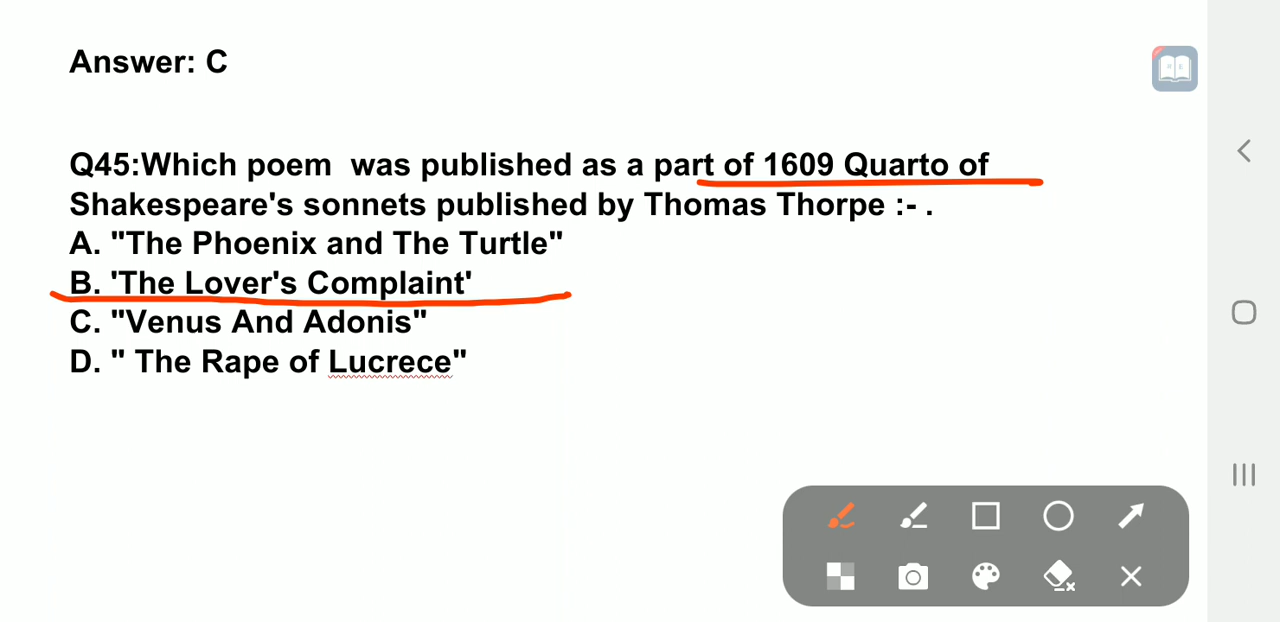 Answer: C
Q45:Which poem  was published as a part of 1609 Quarto of
Shakespeare's sonnets published by Thomas Thorpe :- .
A. "The Phoenix and The Turtle"
B. 'The Lover's Complaint'
C. "Venus And Adonis"
D. " The Rape of Lucrece"